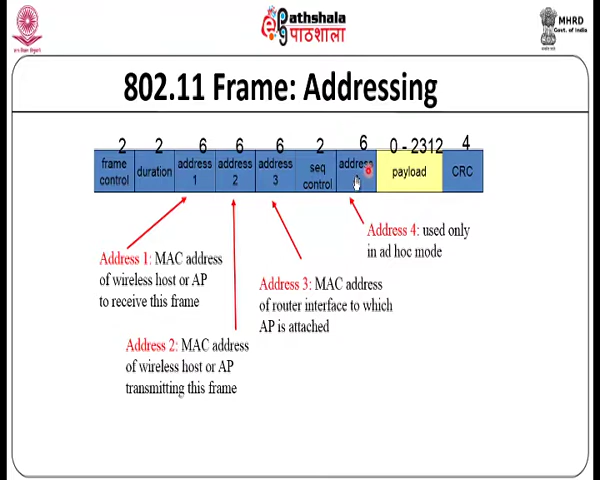 Pathshala
पाठशाला
MHRD
Govt. of India
802.11 Frame: Addressing
2 2 6 6 6 2 6 0 - 2312 4
frame control
duration
address 1
address 2
address 3
seq control
address
payload
CRC
Address 4: used only
in ad hoc mode
Address 1: MAC address
of wireless host or AP
to receive this frame
Address 3: MAC address
of router interface to which
AP is attached
Address 2: MAC address
of wireless host or AP
transmitting this frame